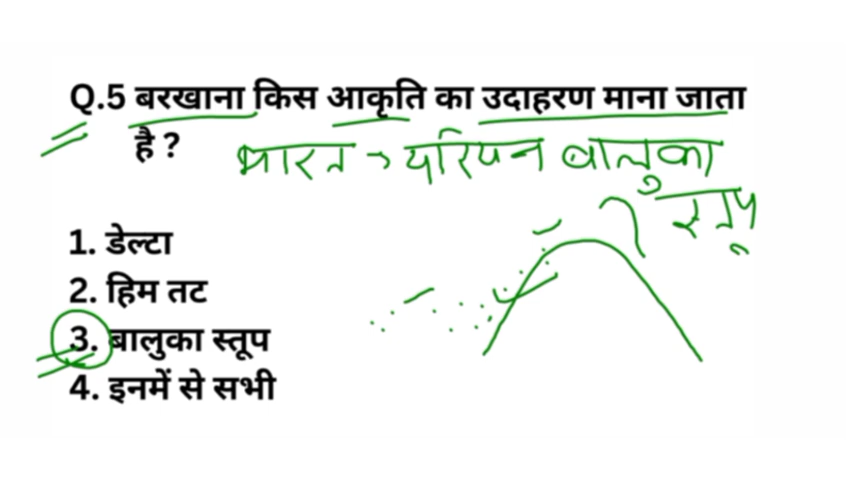 Q.5 बरखाना किस आकृति का उदाहरण माना जाता
है ?
भारत → परिपन बालुका
स्तूप
1. डेल्टा
2. हिम तट
3. बालुका स्तूप
4. इनमें से सभी